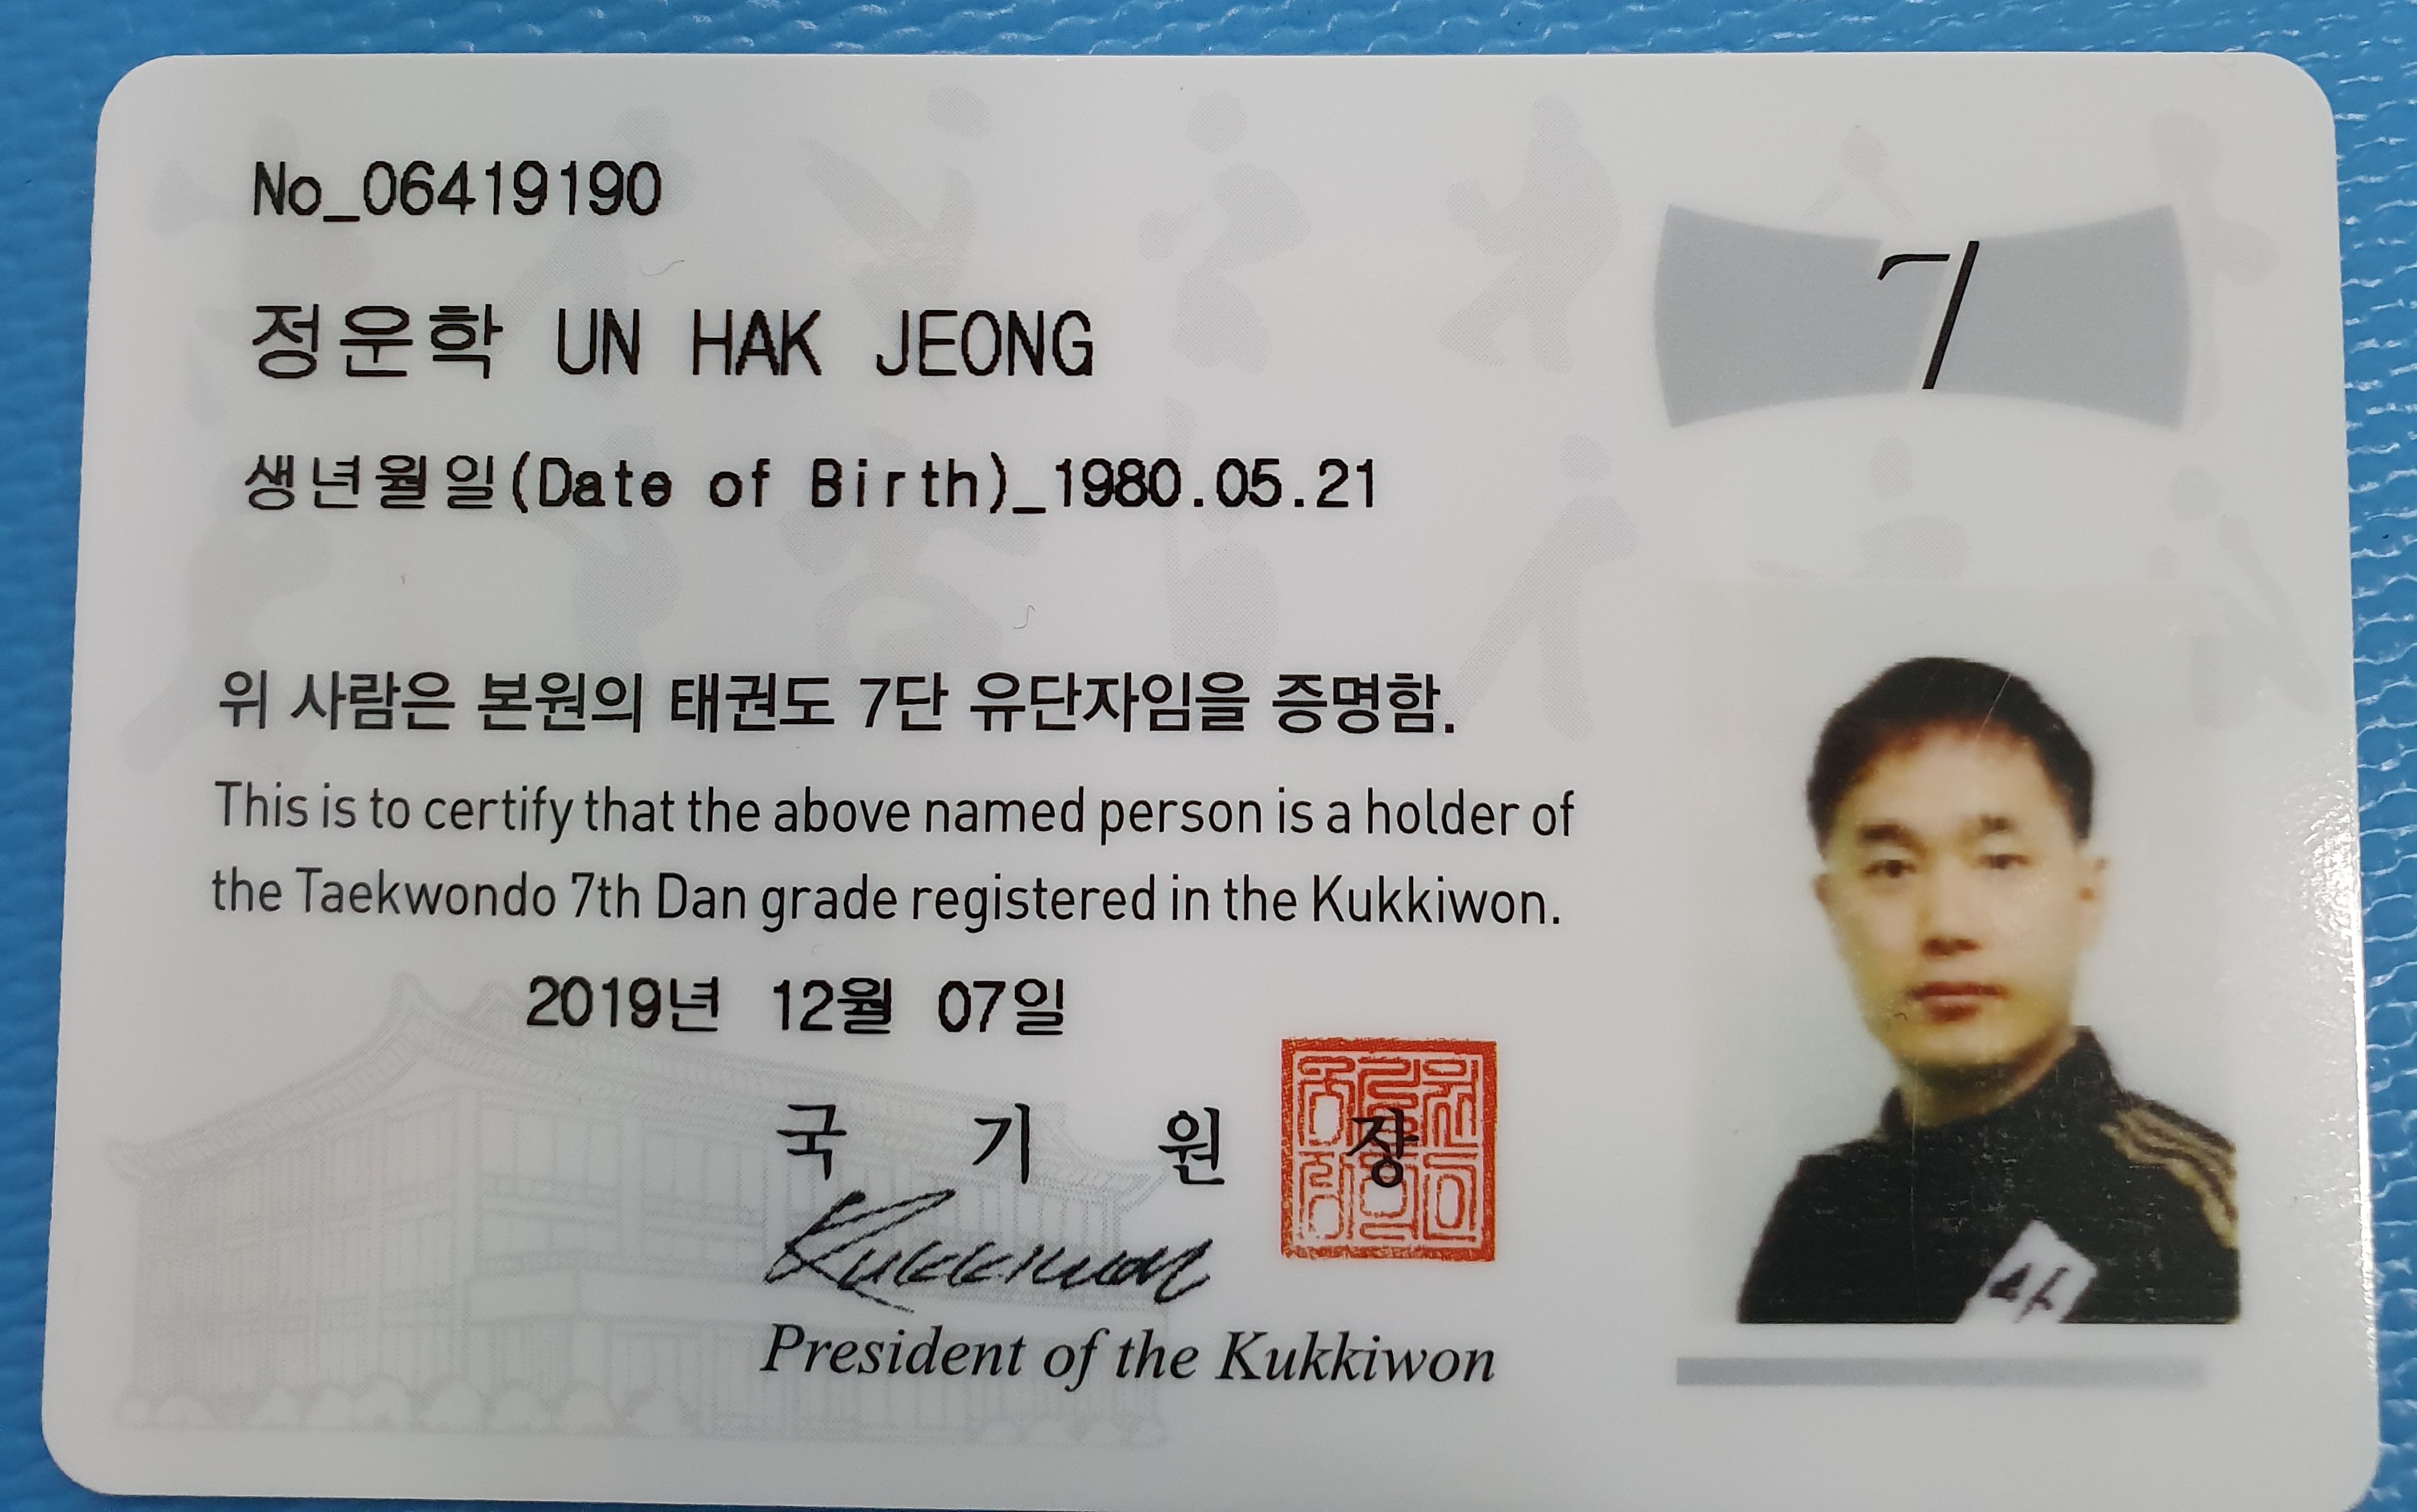 No_06419190
7
정운학 UN HAK JEONG
생년월일(Date of Birth)_1980.05.21
위 사람은 본원의 태권도 7단 유단자임을 증명함.
This is to certify that the above named person is a holder of
the Taekwondo 7th Dan grade registered in the Kukkiwon.
2019년 12월 07일
국 기 원 장
Kukkiwon
President of the Kukkiwon